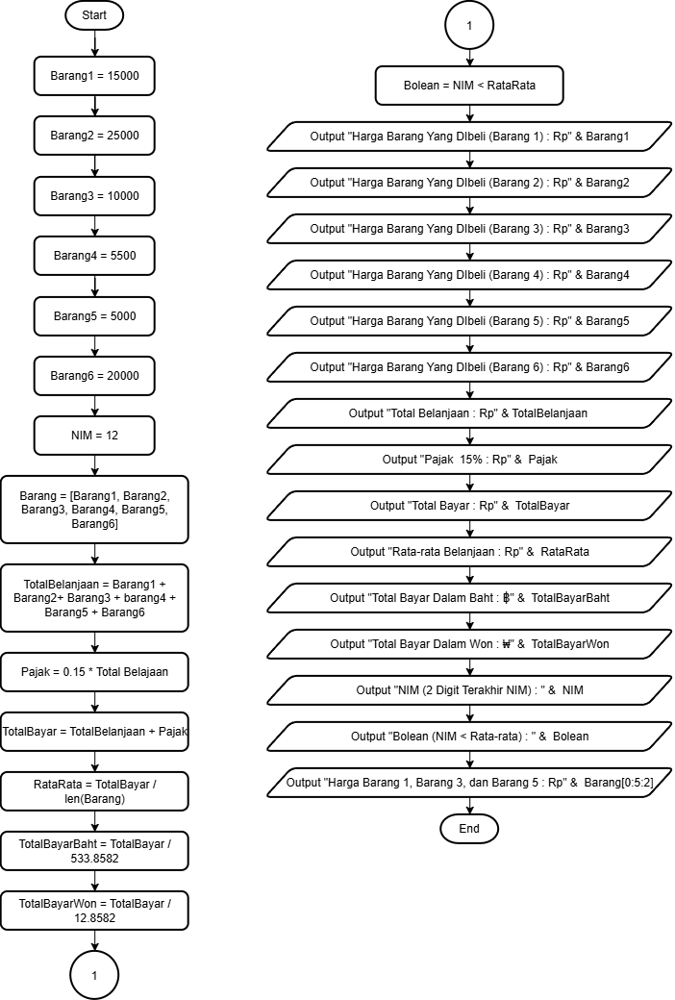 Start
Barang1 = 15000
Barang2 = 25000
Barang3 = 10000
Barang4 = 5500
Barang5 = 5000
Barang6 = 20000
NIM = 12
Barang = [Barang1, Barang2,
Barang3, Barang4, Barang5,
Barang6]
TotalBelanjaan = Barang1 +
Barang2+ Barang3 + barang4 +
Barang5 + Barang6
Pajak = 0.15 * Total Belajaan
TotalBayar = TotalBelanjaan + Pajak
RataRata = TotalBayar /
len(Barang)
TotalBayarBaht = TotalBayar /
533.8582
TotalBayarWon = TotalBayar /
12.8582
1
1
Bolean = NIM < RataRata
Output "Harga Barang Yang DIbeli (Barang 1) : Rp" & Barang1
Output "Harga Barang Yang DIbeli (Barang 2) : Rp" & Barang2
Output "Harga Barang Yang DIbeli (Barang 3) : Rp" & Barang3
Output "Harga Barang Yang DIbeli (Barang 4) : Rp" & Barang4
Output "Harga Barang Yang DIbeli (Barang 5) : Rp" & Barang5
Output "Harga Barang Yang DIbeli (Barang 6) : Rp" & Barang6
Output "Total Belanjaan : Rp" & TotalBelanjaan
Output "Pajak  15% : Rp" &  Pajak
Output "Total Bayar : Rp" &  TotalBayar
Output "Rata-rata Belanjaan : Rp" &  RataRata
Output "Total Bayar Dalam Baht : ฿" &  TotalBayarBaht
Output "Total Bayar Dalam Won : ₩" &  TotalBayarWon
Output "NIM (2 Digit Terakhir NIM) : " &  NIM
Output "Bolean (NIM < Rata-rata) : " &  Bolean
Output "Harga Barang 1, Barang 3, dan Barang 5 : Rp" &  Barang[0:5:2]
End